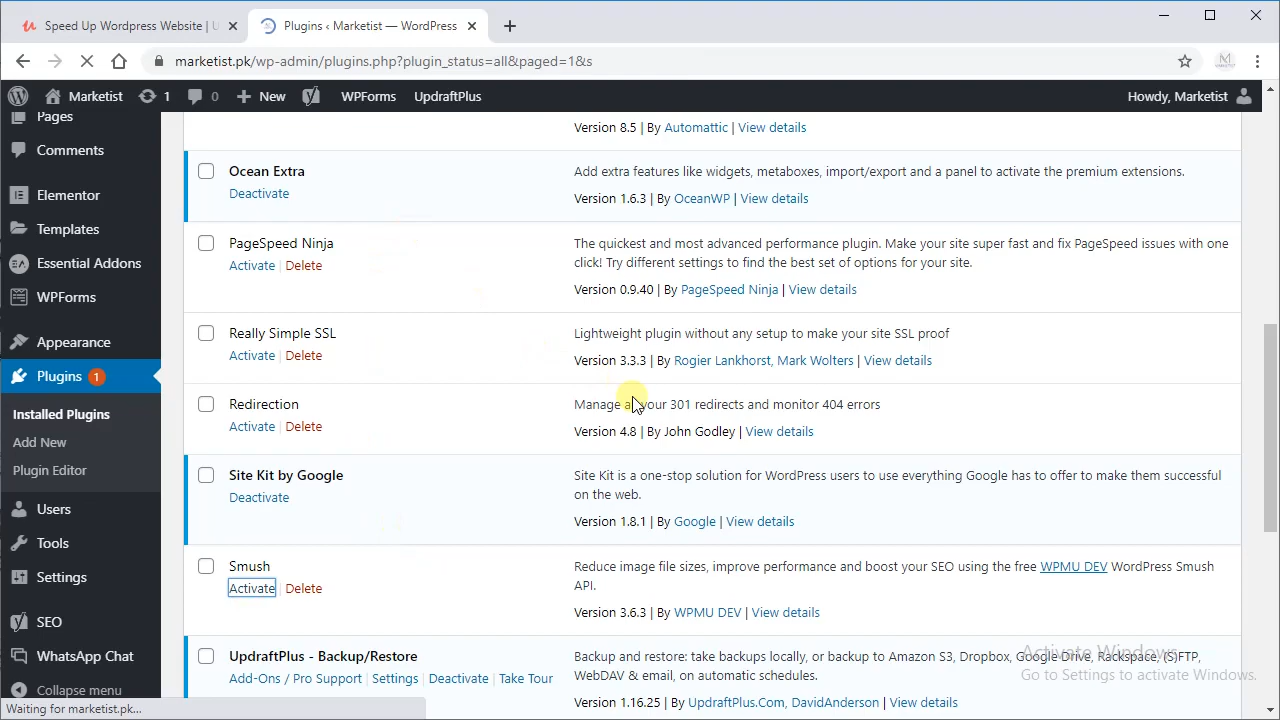 Speed Up Wordpress Website | U
Plugins ‹ Marketist — WordPress
marketist.pk/wp-admin/plugins.php?plugin_status=all&paged=1&s
Marketist 1 0 New WPForms UpdraftPlus Howdy, Marketist
Pages
Comments
Elementor
Templates
Essential Addons
WPForms
Appearance
Plugins 1
Installed Plugins
Add New
Plugin Editor
Users
Tools
Settings
SEO
WhatsApp Chat
Collapse menu
Version 8.5 | By Automattic | View details
Ocean Extra
Deactivate
Add extra features like widgets, metaboxes, import/export and a panel to activate the premium extensions.
Version 1.6.3 | By OceanWP | View details
PageSpeed Ninja
Activate | Delete
The quickest and most advanced performance plugin. Make your site super fast and fix PageSpeed issues with one
click! Try different settings to find the best set of options for your site.
Version 0.9.40 | By PageSpeed Ninja | View details
Really Simple SSL
Activate | Delete
Lightweight plugin without any setup to make your site SSL proof
Version 3.3.3 | By Rogier Lankhorst, Mark Wolters | View details
Redirection
Activate | Delete
Manage all your 301 redirects and monitor 404 errors
Version 4.8 | By John Godley | View details
Site Kit by Google
Deactivate
Site Kit is a one-stop solution for WordPress users to use everything Google has to offer to make them successful
on the web.
Version 1.8.1 | By Google | View details
Smush
Activate | Delete
Reduce image file sizes, improve performance and boost your SEO using the free WPMU DEV WordPress Smush
API.
Version 3.6.3 | By WPMU DEV | View details
UpdraftPlus - Backup/Restore
Add-Ons / Pro Support | Settings | Deactivate | Take Tour
Backup and restore: take backups locally, or backup to Amazon S3, Dropbox, Google Drive, Rackspace, (S)FTP,
WebDAV & email, on automatic schedules.
Version 1.16.25 | By UpdraftPlus.Com, DavidAnderson | View details
Activate Windows
Go to Settings to activate Windows.
Waiting for marketist.pk...